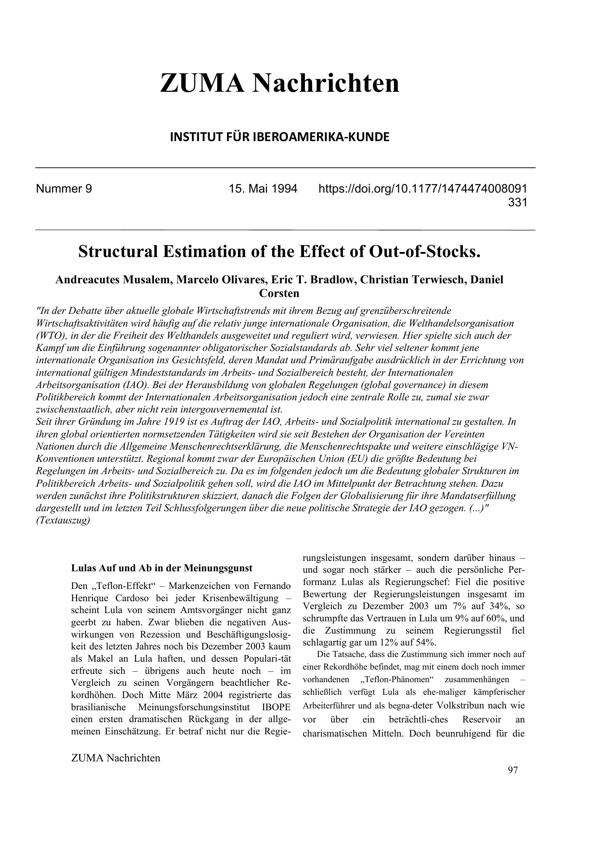 ZUMA Nachrichten
INSTITUT FÜR IBEROAMERIKA-KUNDE
Nummer 9 15. Mai 1994 https://doi.org/10.1177/1474474008091
331
Structural Estimation of the Effect of Out-of-Stocks.
Andreacutes Musalem, Marcelo Olivares, Eric T. Bradlow, Christian Terwiesch, Daniel
Corsten
"In der Debatte über aktuelle globale Wirtschaftstrends mit ihrem Bezug auf grenzüberschreitende
Wirtschaftsaktivitäten wird häufig auf die relativ junge internationale Organisation, die Welthandelsorganisation
(WTO), in der die Freiheit des Welthandels ausgeweitet und reguliert wird, verwiesen. Hier spielte sich auch der
Kampf um die Einführung sogenannter obligatorischer Sozialstandards ab. Sehr viel seltener kommt jene
internationale Organisation ins Gesichtsfeld, deren Mandat und Primäraufgabe ausdrücklich in der Errichtung von
international gültigen Mindeststandards im Arbeits- und Sozialbereich besteht, der Internationalen
Arbeitsorganisation (IAO). Bei der Herausbildung von globalen Regelungen (global governance) in diesem
Politikbereich kommt der Internationalen Arbeitsorganisation jedoch eine zentrale Rolle zu, zumal sie zwar
zwischenstaatlich, aber nicht rein intergouvernemental ist.
Seit ihrer Gründung im Jahre 1919 ist es Auftrag der IAO, Arbeits- und Sozialpolitik international zu gestalten. In
ihren global orientierten normsetzenden Tätigkeiten wird sie seit Bestehen der Organisation der Vereinten
Nationen durch die Allgemeine Menschenrechtserklärung, die Menschenrechtspakte und weitere einschlägige VN-
Konventionen unterstützt. Regional kommt zwar der Europäischen Union (EU) die größte Bedeutung bei
Regelungen im Arbeits- und Sozialbereich zu. Da es im folgenden jedoch um die Bedeutung globaler Strukturen im
Politikbereich Arbeits- und Sozialpolitik gehen soll, wird die IAO im Mittelpunkt der Betrachtung stehen. Dazu
werden zunächst ihre Politikstrukturen skizziert, danach die Folgen der Globalisierung für ihre Mandatserfüllung
dargestellt und im letzten Teil Schlussfolgerungen über die neue politische Strategie der IAO gezogen. (...)"
(Textauszug)
Lulas Auf und Ab in der Meinungsgunst
Den „Teflon-Effekt“ – Markenzeichen von Fernando
Henrique Cardoso bei jeder Krisenbewältigung –
scheint Lula von seinem Amtsvorgänger nicht ganz
geerbt zu haben. Zwar blieben die negativen Aus-
wirkungen von Rezession und Beschäftigungslosig-
keit des letzten Jahres noch bis Dezember 2003 kaum
als Makel an Lula haften, und dessen Populari-tät
erfreute sich – übrigens auch heute noch – im
Vergleich zu seinen Vorgängern beachtlicher Re-
kordhöhen. Doch Mitte März 2004 registrierte das
brasilianische Meinungsforschungsinstitut IBOPE
einen ersten dramatischen Rückgang in der allge-
meinen Einschätzung. Er betraf nicht nur die Regie-
rungsleistungen insgesamt, sondern darüber hinaus –
und sogar noch stärker – auch die persönliche Per-
formanz Lulas als Regierungschef: Fiel die positive
Bewertung der Regierungsleistungen insgesamt im
Vergleich zu Dezember 2003 um 7% auf 34%, so
schrumpfte das Vertrauen in Lula um 9% auf 60%, und
die Zustimmung zu seinem Regierungsstil fiel
schlagartig gar um 12% auf 54%.
Die Tatsache, dass die Zustimmung sich immer noch auf
einer Rekordhöhe befindet, mag mit einem doch noch immer
vorhandenen „Teflon-Phänomen“ zusammenhängen –
schließlich verfügt Lula als ehe-maliger kämpferischer
Arbeiterführer und als begna-deter Volkstribun nach wie
vor über ein beträchtli-ches Reservoir an
charismatischen Mitteln. Doch beunruhigend für die
ZUMA Nachrichten
97